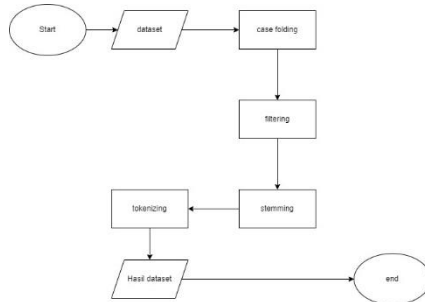 Start
dataset
case folding
filtering
stemming
tokenizing
Hasil dataset
end